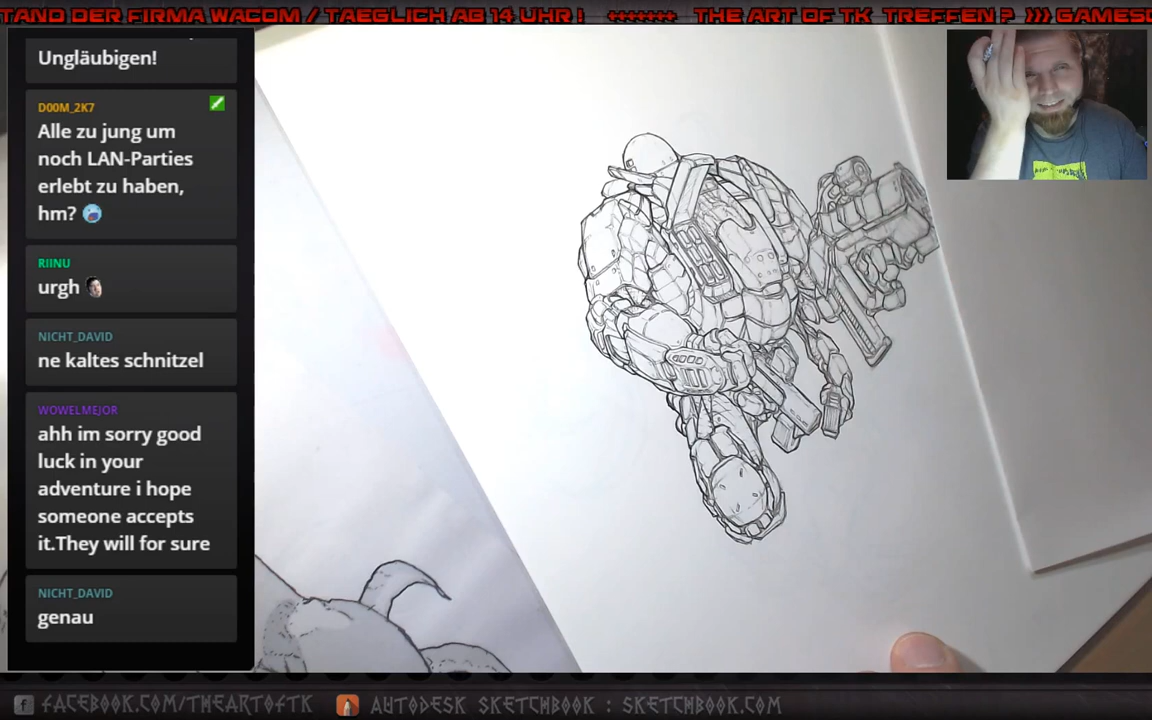 TAND DER FIRMA WACOM / TAEGLICH AB 14 UHR ! +++++++ THE ART OF TK TREFFEN ? >>> GAMESC
Ungläubigen!
D00M_2K7
Alle zu jung um
noch LAN-Parties
erlebt zu haben,
hm?
RIINU
urgh
NICHT_DAVID
ne kaltes schnitzel
WOWELMEJOR
ahh im sorry good
luck in your
adventure i hope
someone accepts
it.They will for sure
NICHT_DAVID
genau
FACEBOOK.COM/THEARTOFTK AUTODESK SKETCHBOOK : SKETCHBOOK.COM